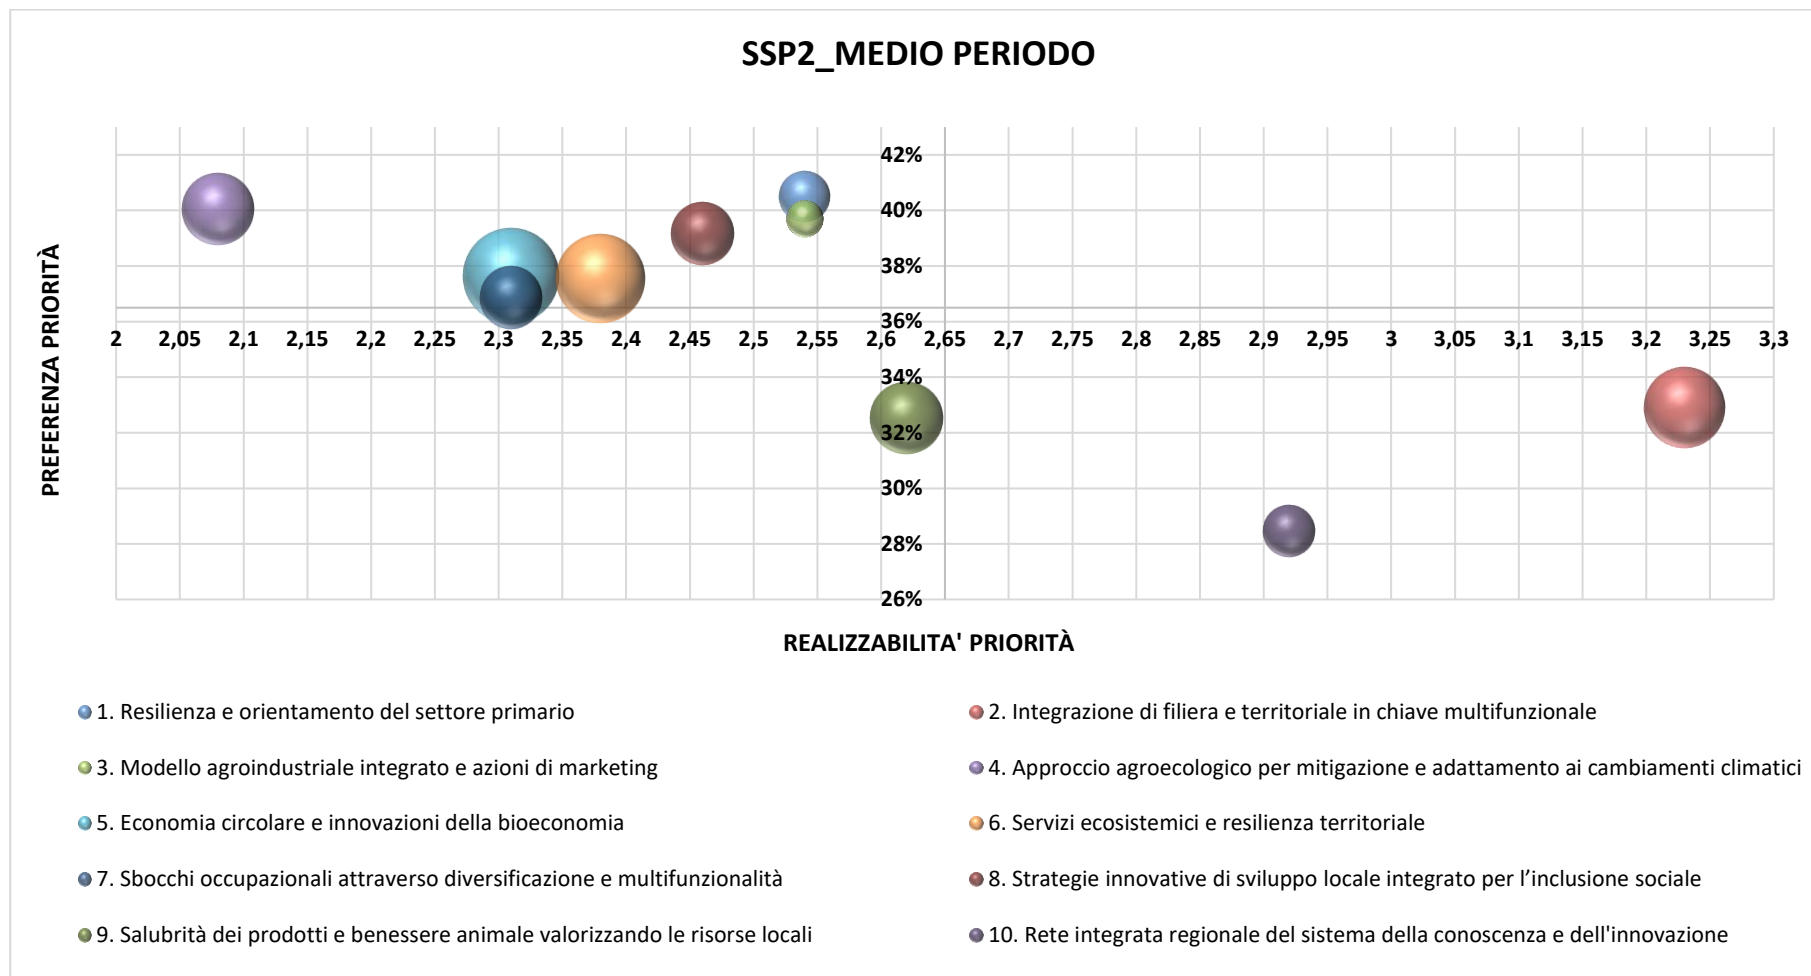 SSP2_MEDIO PERIODO
PREFERENZA PRIORITÀ
42%
40%
38%
36%
2 2,05 2,1 2,15 2,2 2,25 2,3 2,35 2,4 2,45 2,5 2,55 2,6 2,65 2,7 2,75 2,8 2,85 2,9 2,95 3 3,05 3,1 3,15 3,2 3,25 3,3
34%
32%
30%
28%
26%
REALIZZABILITA' PRIORITÀ
1. Resilienza e orientamento del settore primario
2. Integrazione di filiera e territoriale in chiave multifunzionale
3. Modello agroindustriale integrato e azioni di marketing
4. Approccio agroecologico per mitigazione e adattamento ai cambiamenti climatici
5. Economia circolare e innovazioni della bioeconomia
6. Servizi ecosistemici e resilienza territoriale
7. Sbocchi occupazionali attraverso diversificazione e multifunzionalità
8. Strategie innovative di sviluppo locale integrato per l’inclusione sociale
9. Salubrità dei prodotti e benessere animale valorizzando le risorse locali
10. Rete integrata regionale del sistema della conoscenza e dell'innovazione